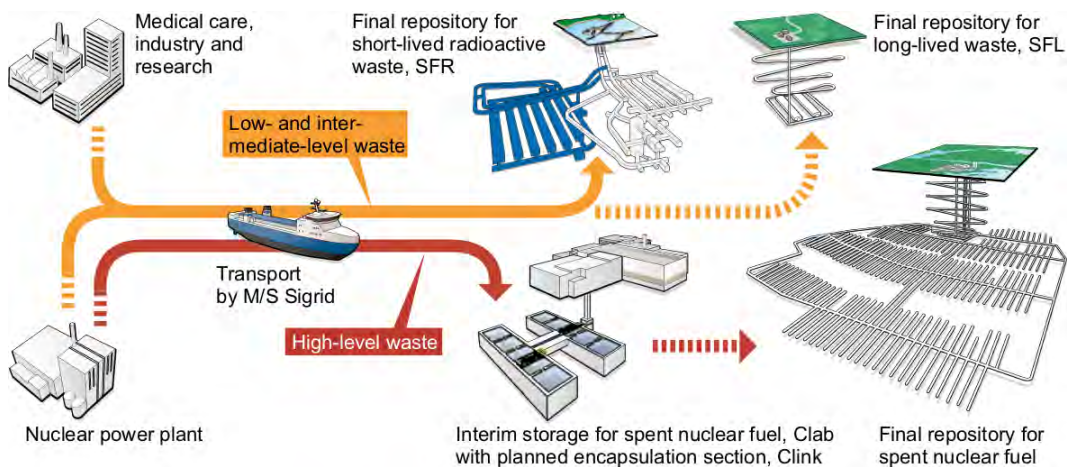 Medical care,
industry and
research
Final repository for
short-lived radioactive
waste, SFR
Final repository for
long-lived waste, SFL
Low- and inter-
mediate-level waste
Transport
by M/S Sigrid
High-level waste
Nuclear power plant
Interim storage for spent nuclear fuel, Clab
with planned encapsulation section, Clink
Final repository for
spent nuclear fuel